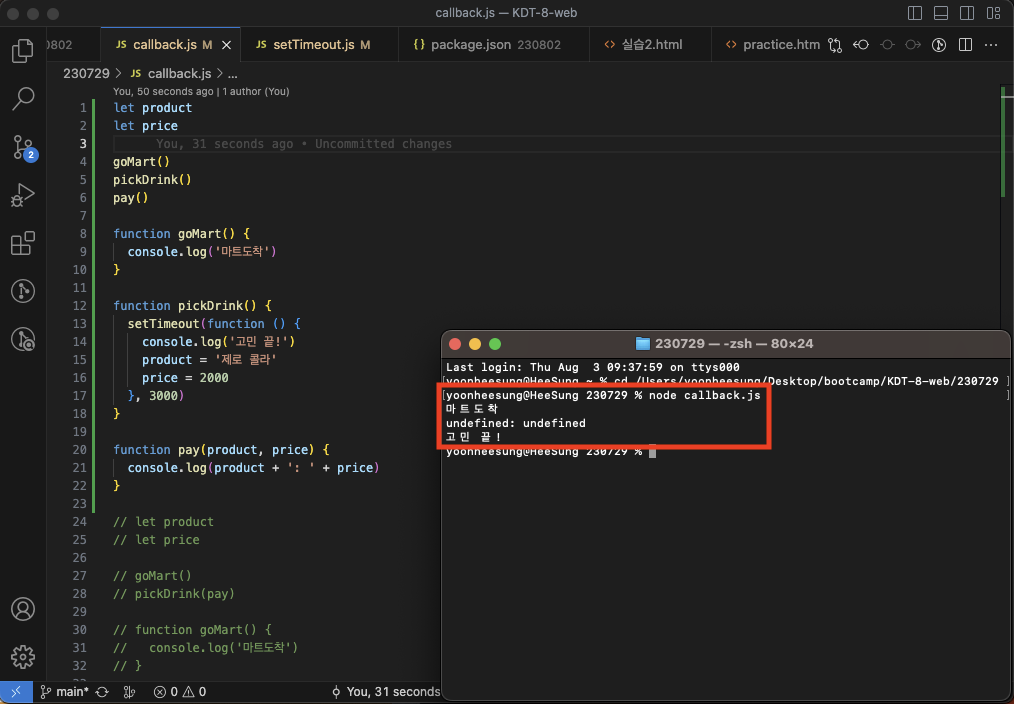 callback.js — KDT-8-web
0802
JS callback.js M
JS setTimeout.js M
{} package.json 230802
<> 실습2.html
<> practice.htm
230729 > JS callback.js > ...
You, 50 seconds ago | 1 author (You)
1 let product
2 let price
3 You, 31 seconds ago • Uncommitted changes
4 goMart()
5 pickDrink()
6 pay()
7
8 function goMart() {
9 console.log('마트도착')
10 }
11
12 function pickDrink() {
13 setTimeout(function () {
14 console.log('고민 끝!')
15 product = '제로 콜라'
16 price = 2000
17 }, 3000)
18 }
19
20 function pay(product, price) {
21 console.log(product + ': ' + price)
22 }
23
24 // let product
25 // let price
26
27 // goMart()
28 // pickDrink(pay)
29
30 // function goMart() {
31 // console.log('마트도착')
32 // }
2
230729 — -zsh — 80×24
Last login: Thu Aug  3 09:37:59 on ttys000
[yoonheesung@HeeSung ~ % cd /Users/yoonheesung/Desktop/bootcamp/KDT-8-web/230729 ]
[yoonheesung@HeeSung 230729 % node callback.js ]
마트도착
undefined: undefined
고민 끝!
yoonheesung@HeeSung 230729 %
main*
0
0
You, 31 seconds